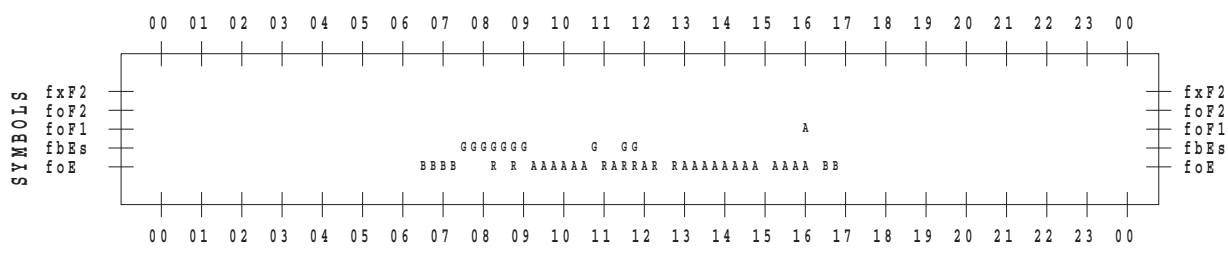 00 01 02 03 04 05 06 07 08 09 10 11 12 13 14 15 16 17 18 19 20 21 22 23 00
SYMBOLS
fxF2 fxF2
foF2 foF2
foF1 A foF1
fbEs GGGGGGG G GG fbEs
foE BBBB R R AAAAAA RARRAR RAAAAAAAA AAAA BB foE
00 01 02 03 04 05 06 07 08 09 10 11 12 13 14 15 16 17 18 19 20 21 22 23 00